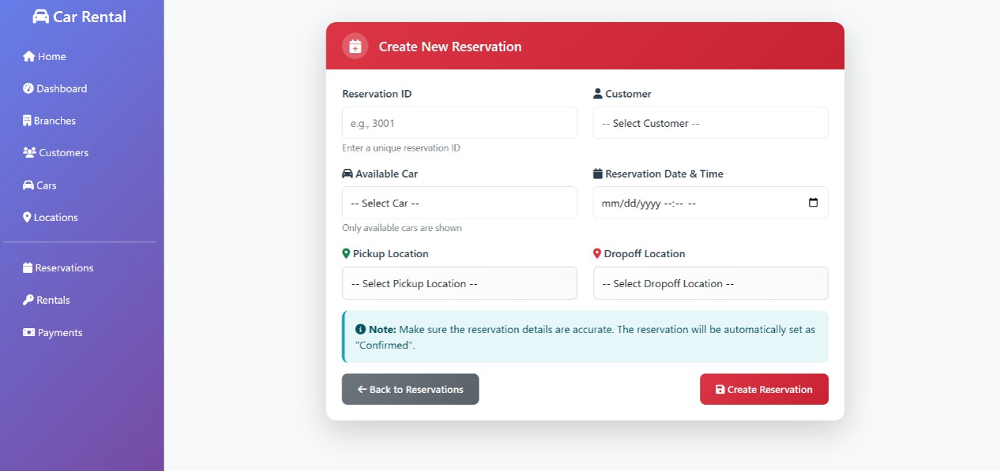 Car Rental
Home
Dashboard
Branches
Customers
Cars
Locations
Reservations
Rentals
Payments
Create New Reservation
Reservation ID
e.g., 3001
Enter a unique reservation ID
Customer
-- Select Customer --
Available Car
-- Select Car --
Only available cars are shown
Reservation Date & Time
mm/dd/yyyy --:-- --
Pickup Location
-- Select Pickup Location --
Dropoff Location
-- Select Dropoff Location --
Note: Make sure the reservation details are accurate. The reservation will be automatically set as
"Confirmed".
Back to Reservations
Create Reservation